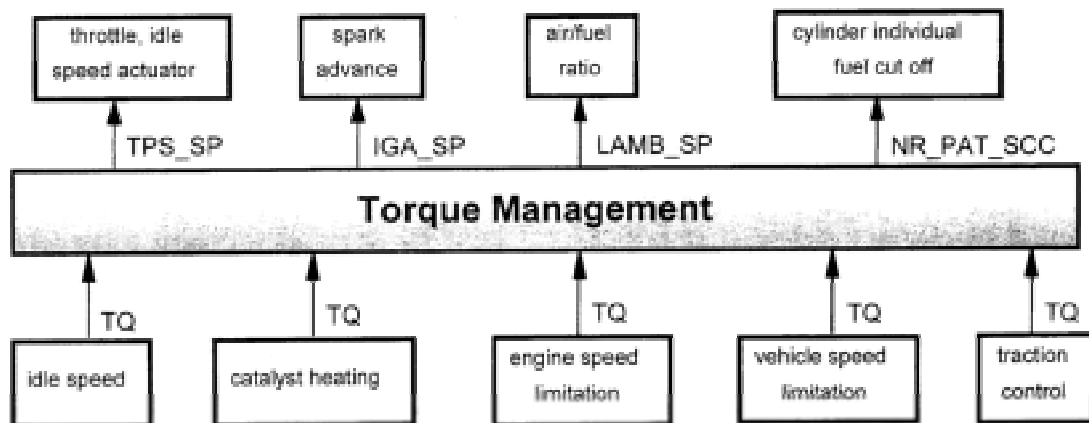 throttle, idle
speed actuator
spark
advance
air/fuel
ratio
cylinder individual
fuel cut off
TPS_SP
IGA_SP
LAMB_SP
NR_PAT_SCC
Torque Management
TQ
TQ
TQ
TQ
TQ
idle speed
catalyst heating
engine speed
limitation
vehicle speed
limitation
traction
control